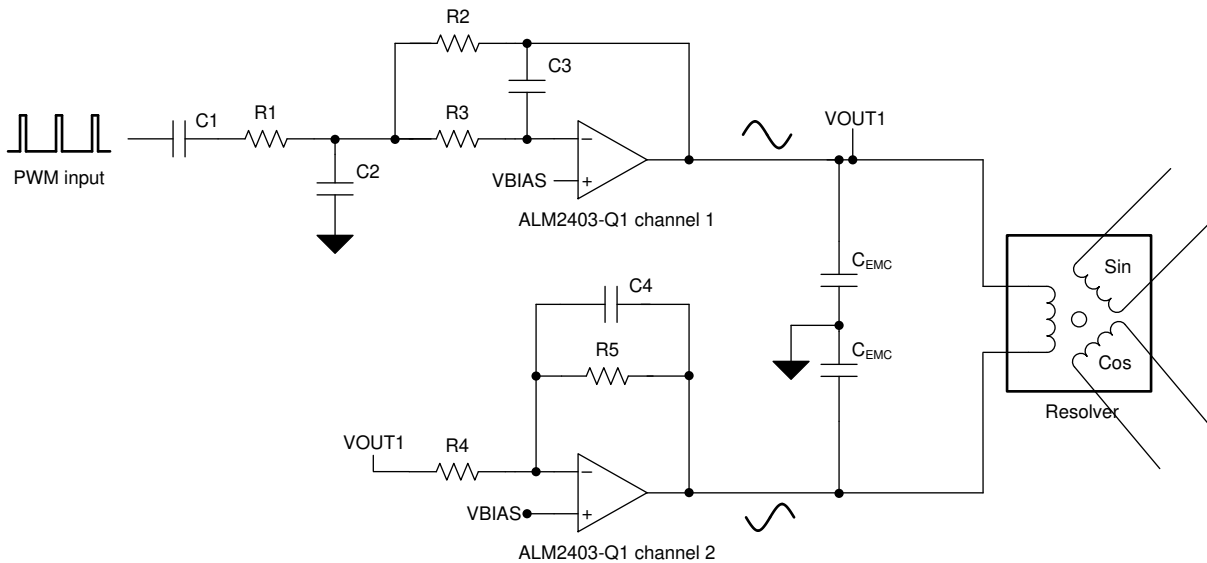 R2
C3
C1
R1
R3
PWM input
C2
VBIAS
ALM2403-Q1 channel 1
VOUT1
CEMC
CEMC
Sin
Cos
Resolver
C4
R5
VOUT1
R4
VBIAS
ALM2403-Q1 channel 2